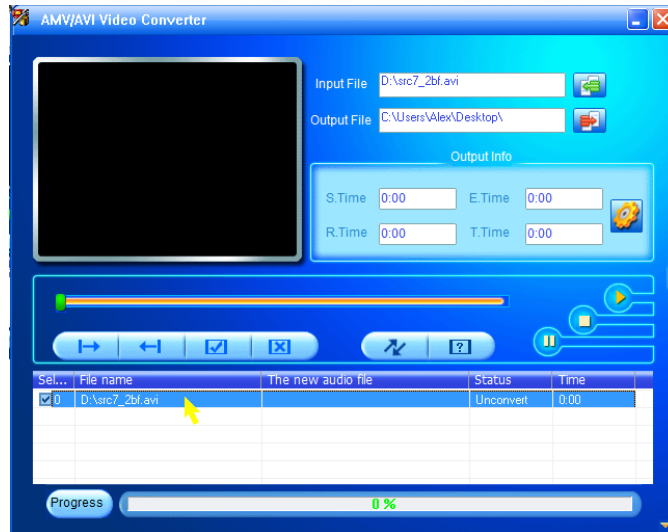 AMV/AVI Video Converter
Input File D:\src7_2bf.avi
Output File C:\Users\Alex\Desktop\
Output Info
S.Time 0:00 E.Time 0:00
R.Time 0:00 T.Time 0:00
Sel... File name The new audio file Status Time
0 D:\src7_2bf.avi Unconvert 0:00
Progress 0 %